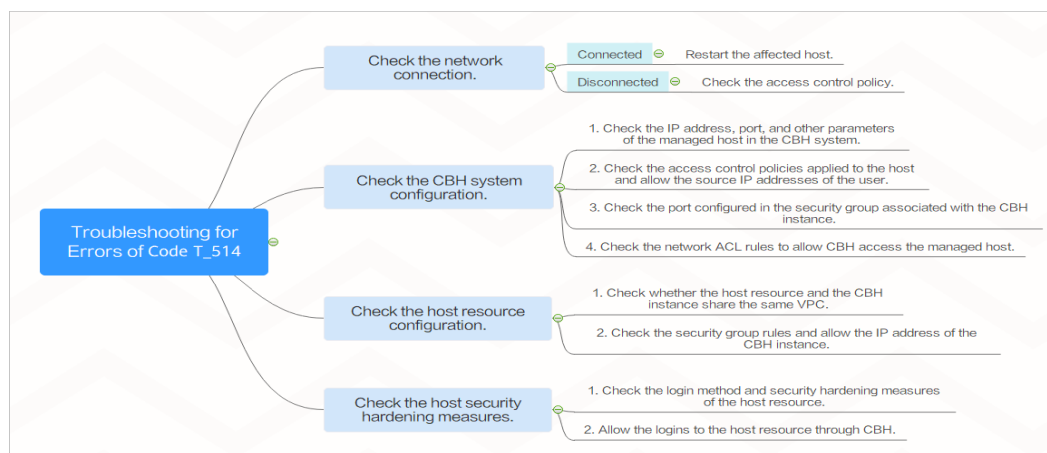 Troubleshooting for
Errors of Code T_514
Check the network
connection.
Connected
Restart the affected host.
Disconnected
Check the access control policy.
Check the CBH system
configuration.
1. Check the IP address, port, and other parameters
of the managed host in the CBH system.
2. Check the access control policies applied to the host
and allow the source IP addresses of the user.
3. Check the port configured in the security group associated with the CBH
instance.
4. Check the network ACL rules to allow CBH access the managed host.
Check the host resource
configuration.
1. Check whether the host resource and the CBH
instance share the same VPC.
2. Check the security group rules and allow the IP address of the
CBH instance.
Check the host security
hardening measures.
1. Check the login method and security hardening measures
of the host resource.
2. Allow the logins to the host resource through CBH.